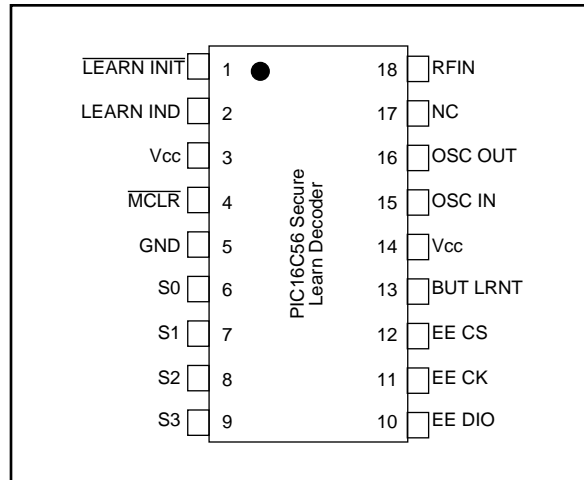 LEARN INIT 1 18 RFIN
LEARN IND 2 17 NC
Vcc 3 16 OSC OUT
MCLR 4 15 OSC IN
GND 5 14 Vcc
S0 6 13 BUT LRNT
S1 7 12 EE CS
S2 8 11 EE CK
S3 9 10 EE DIO
PIC16C56 Secure
Learn Decoder